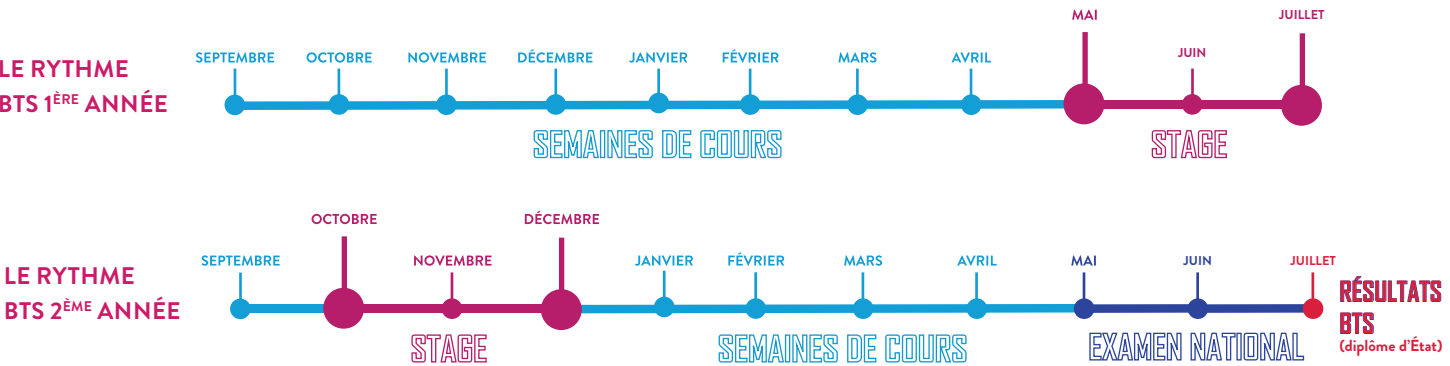 MAI JUILLET
SEPTEMBRE OCTOBRE NOVEMBRE DÉCEMBRE JANVIER FÉVRIER MARS AVRIL JUIN
LE RYTHME
BTS 1ÈRE ANNÉE
SEMAINES DE COURS STAGE
OCTOBRE DÉCEMBRE
SEPTEMBRE NOVEMBRE JANVIER FÉVRIER MARS AVRIL MAI JUIN JUILLET
LE RYTHME
BTS 2ÈME ANNÉE
RÉSULTATS
BTS
(diplôme d'État)
STAGE SEMAINES DE COURS EXAMEN NATIONAL